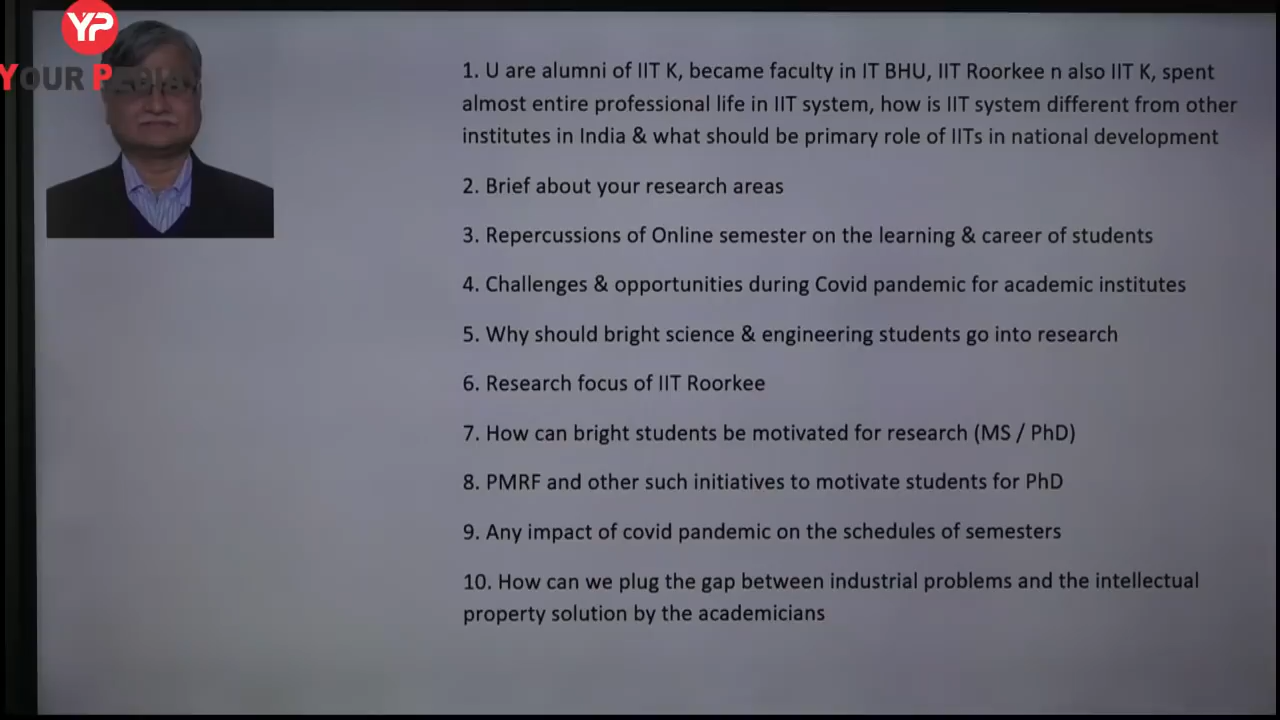 YP
YOUR PEDIA
1. U are alumni of IIT K, became faculty in IT BHU, IIT Roorkee n also IIT K, spent
almost entire professional life in IIT system, how is IIT system different from other
institutes in India & what should be primary role of IITs in national development
2. Brief about your research areas
3. Repercussions of Online semester on the learning & career of students
4. Challenges & opportunities during Covid pandemic for academic institutes
5. Why should bright science & engineering students go into research
6. Research focus of IIT Roorkee
7. How can bright students be motivated for research (MS / PhD)
8. PMRF and other such initiatives to motivate students for PhD
9. Any impact of covid pandemic on the schedules of semesters
10. How can we plug the gap between industrial problems and the intellectual
property solution by the academicians